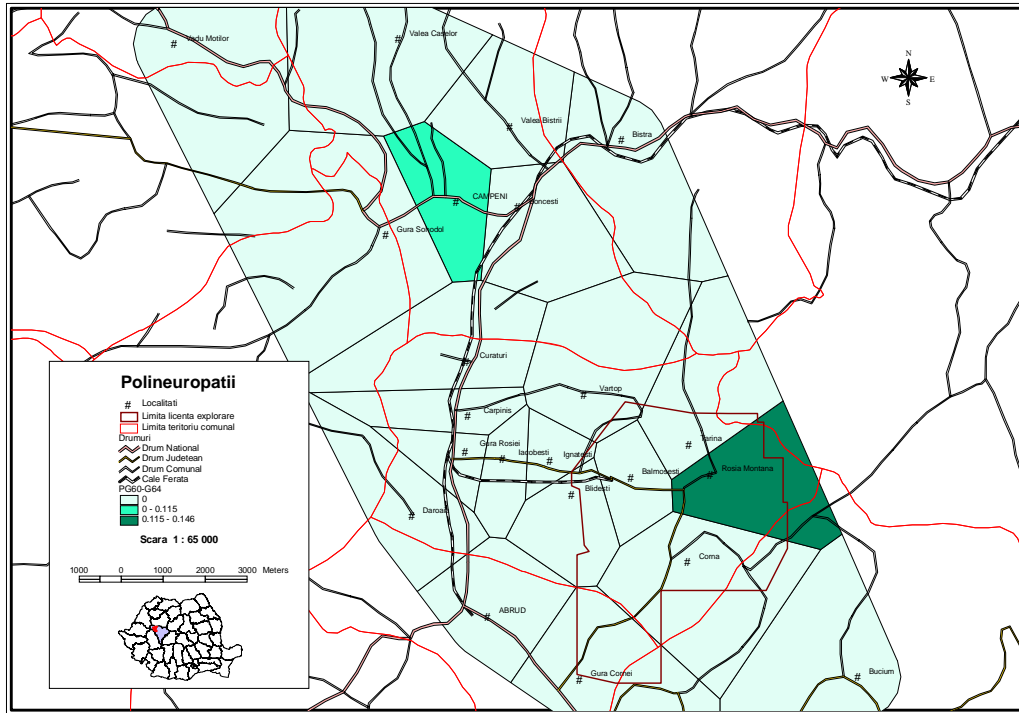 Vadu Motilor
Valea Caselor
N
W E
S
Valea Bistrii
Bistra
CAMPENI
Boncesti
Gura Sohodol
Curaturi
Vartop
Carpinis
Gura Rosiei
Iacobesti
Ignatesti
Tarina
Balmosesti
Rosia Montana
Blidesti
Daroaia
Corna
ABRUD
Gura Cornei
Bucium
Polineuropatii
# Localitati
Limita licenta explorare
Limita teritoriu comunal
Drumuri
Drum National
Drum Judetean
Drum Comunal
Cale Ferata
PG60-G64
0
0 - 0.115
0.115 - 0.146
Scara 1 : 65 000
1000 0 1000 2000 3000 Meters